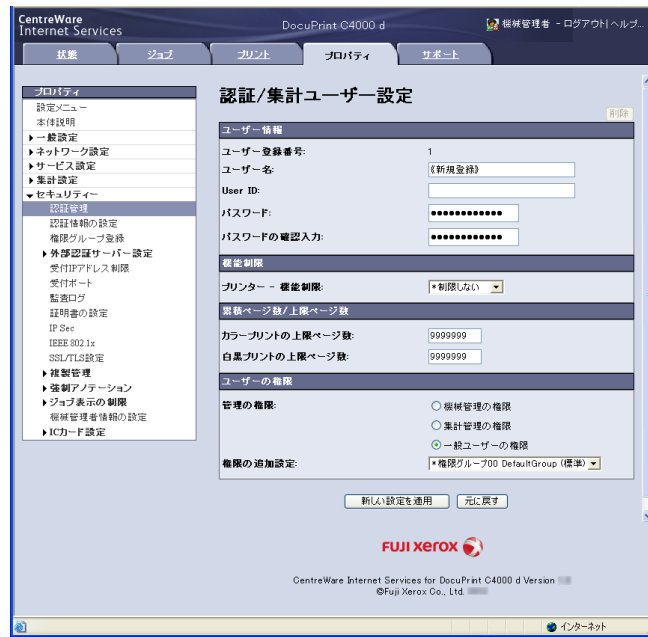 CentreWare
Internet Services
DocuPrint C4000 d
機械管理者 - ログアウト| ヘルプ...
状態
ジョブ
プリント
プロパティ
サポート
プロパティ
設定メニュー
本体説明
一般設定
ネットワーク設定
サービス設定
集計設定
セキュリティー
認証管理
認証情報の設定
権限グループ登録
外部認証サーバー設定
受付IPアドレス制限
受付ポート
監査ログ
証明書の設定
IP Sec
IEEE 802.1x
SSL/TLS設定
複製管理
強制アノテーション
ジョブ表示の制限
機械管理者情報の設定
ICカード設定
認証/集計ユーザー設定
削除
ユーザー情報
ユーザー登録番号: 1
ユーザー名: 《新規登録》
User ID:
パスワード: ●●●●●●●●●●●●
パスワードの確認入力: ●●●●●●●●●●●●
機能制限
プリンター - 機能制限: *制限しない
累積ページ数/上限ページ数
カラープリントの上限ページ数: 9999999
白黒プリントの上限ページ数: 9999999
ユーザーの権限
管理の権限: 機械管理の権限
集計管理の権限
一般ユーザーの権限
権限の追加設定: *権限グループ00 DefaultGroup (標準)
新しい設定を適用 元に戻す
FUJI XEROX
CentreWare Internet Services for DocuPrint C4000 d Version
©Fuji Xerox Co., Ltd.
インターネット